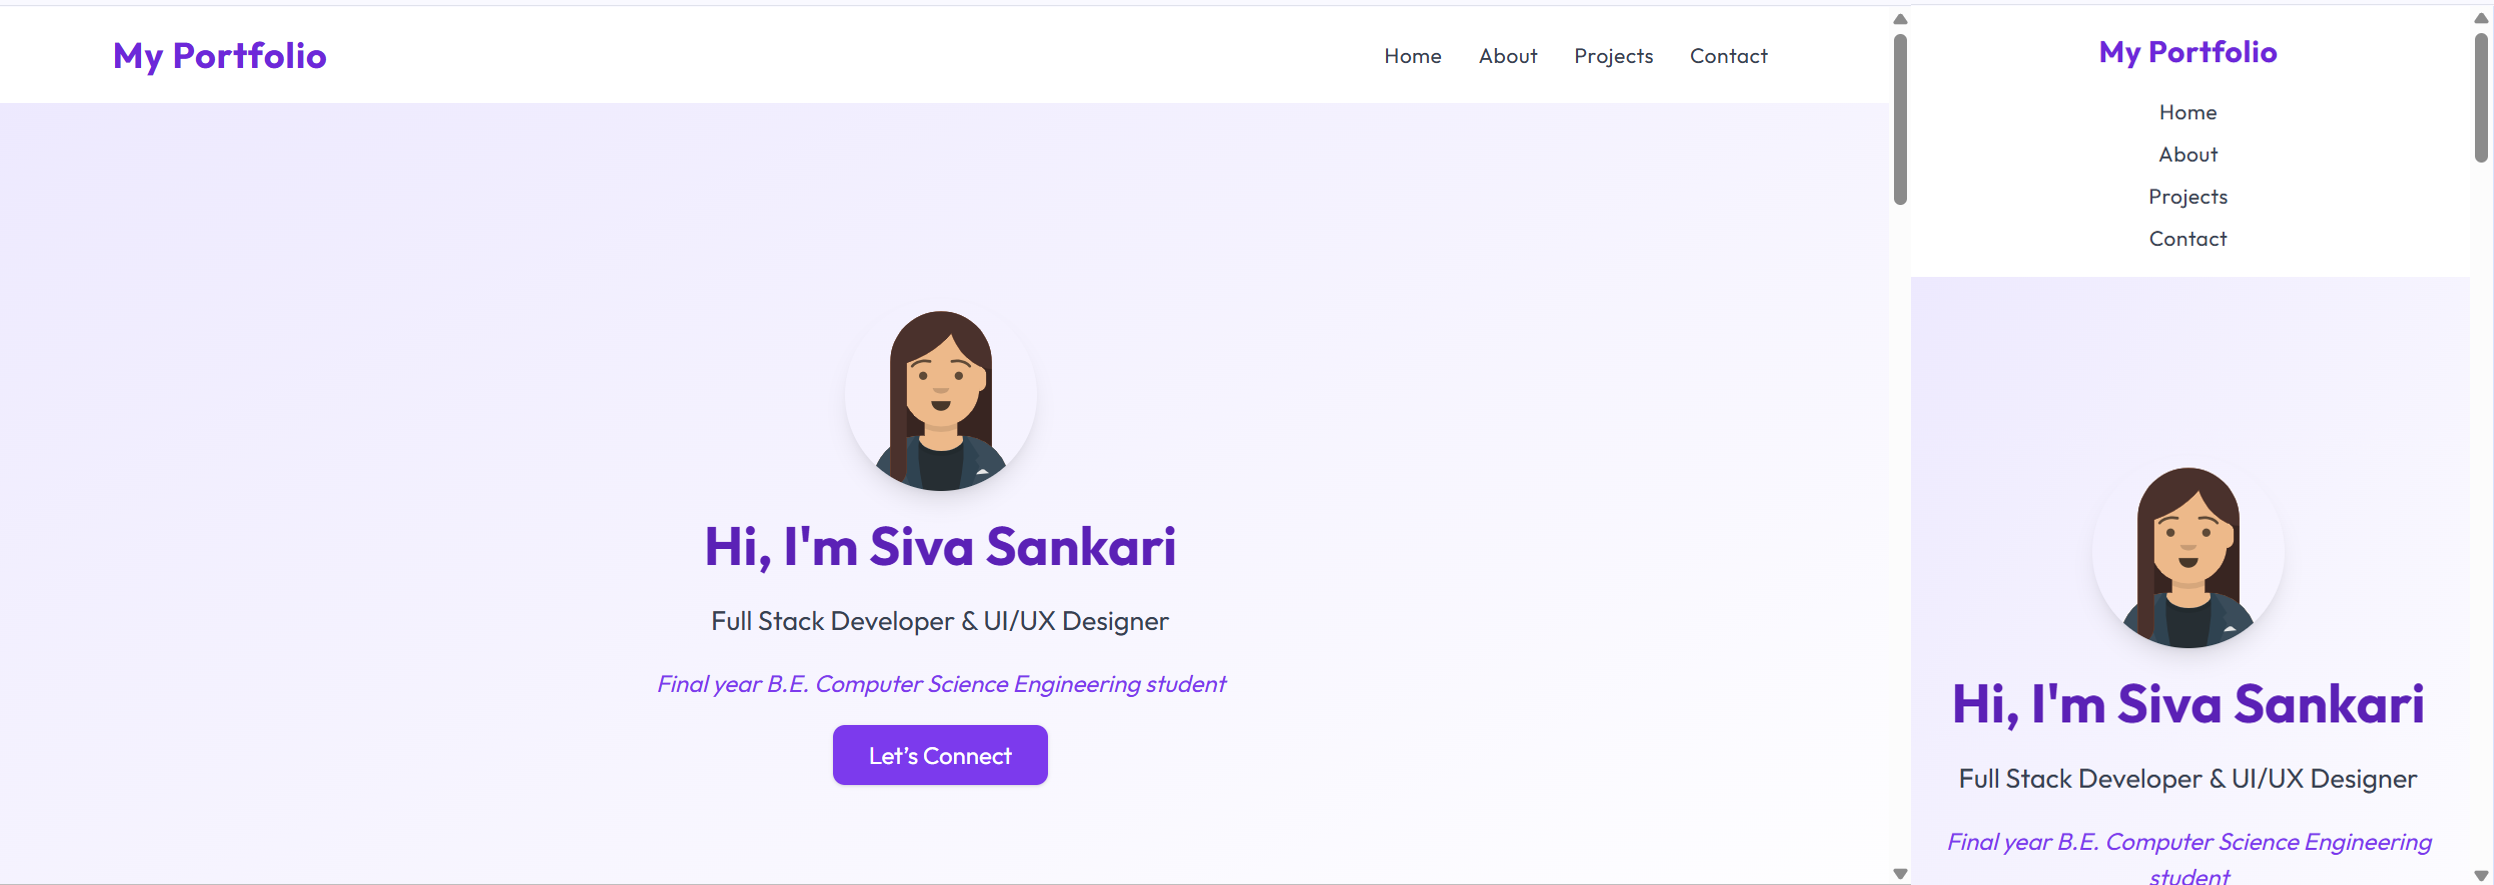 My Portfolio
Home About Projects Contact
Hi, I'm Siva Sankari
Full Stack Developer & UI/UX Designer
Final year B.E. Computer Science Engineering student
Let’s Connect
My Portfolio
Home
About
Projects
Contact
Hi, I'm Siva Sankari
Full Stack Developer & UI/UX Designer
Final year B.E. Computer Science Engineering
student